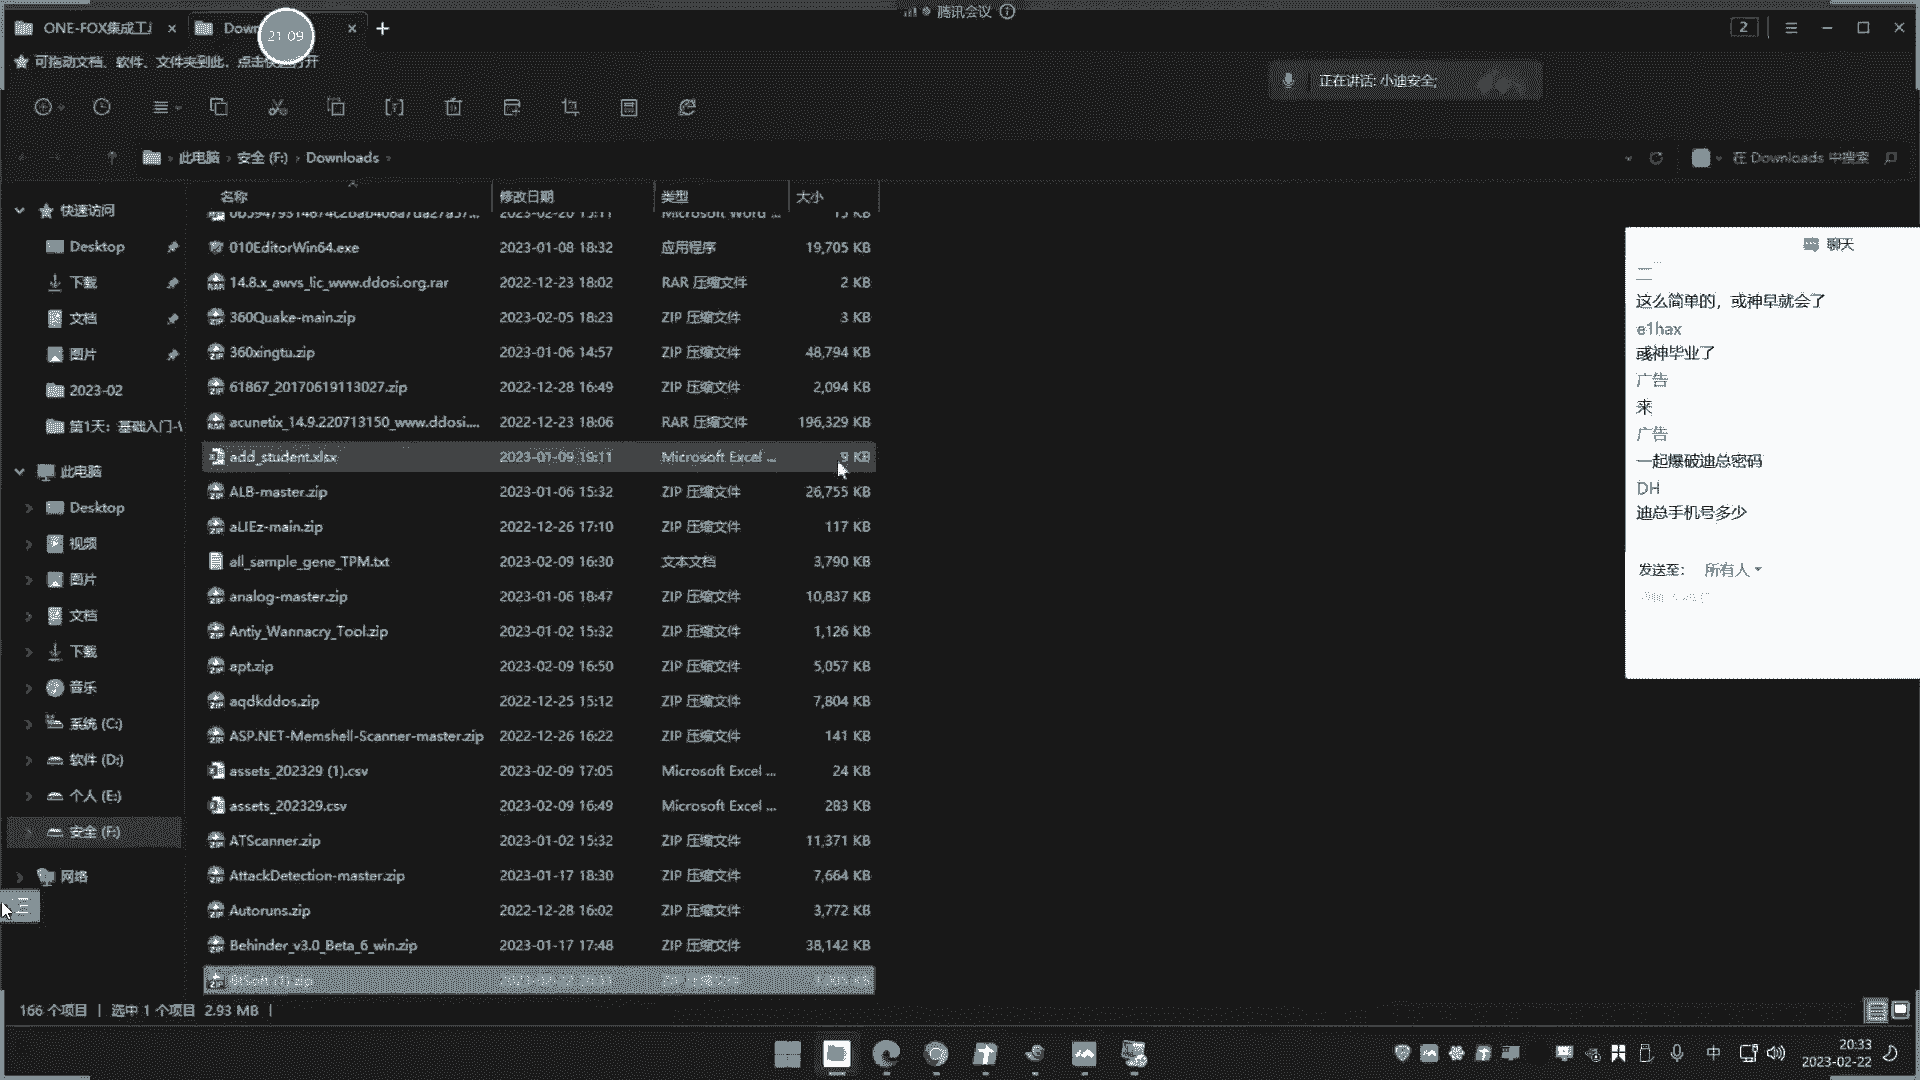 腾讯会议
ONE-FOX集成工
Down
21:09
2
可拖动文档、软件、文件夹到此，点击快速打开
正在讲话: 小迪安全;
此电脑 安全 (F:) Downloads
在 Downloads 中搜索
名称 修改日期 类型 大小
快速访问
Desktop
下载
文档
图片
2023-02
第1天：基础入门-
此电脑
Desktop
视频
图片
文档
下载
音乐
系统 (C:)
软件 (D:)
个人 (E:)
安全 (F:)
网络
2023-02-20 15:11 Microsoft Word ... 15 KB
010EditorWin64.exe 2023-01-08 18:32 应用程序 19,705 KB
14.8.x_awvs_lic_www.ddosi.org.rar 2022-12-23 18:02 RAR 压缩文件 2 KB
360Quake-main.zip 2023-02-05 18:23 ZIP 压缩文件 3 KB
360xingtu.zip 2023-01-06 14:57 ZIP 压缩文件 48,794 KB
61867_20170619113027.zip 2022-12-28 16:49 ZIP 压缩文件 2,094 KB
acunetix_14.9.220713150_www.ddosi.... 2022-12-23 18:06 RAR 压缩文件 196,329 KB
add_student.xlsx 2023-01-09 19:11 Microsoft Excel ... 9 KB
ALB-master.zip 2023-01-06 15:32 ZIP 压缩文件 26,755 KB
aLIEz-main.zip 2022-12-26 17:10 ZIP 压缩文件 117 KB
all_sample_gene_TPM.txt 2023-02-09 16:30 文本文档 3,790 KB
analog-master.zip 2023-01-06 18:47 ZIP 压缩文件 10,837 KB
Antiy_Wannacry_Tool.zip 2023-01-02 15:32 ZIP 压缩文件 1,126 KB
apt.zip 2023-02-09 16:50 ZIP 压缩文件 5,057 KB
aqdkddos.zip 2022-12-25 15:12 ZIP 压缩文件 7,804 KB
ASP.NET-Memshell-Scanner-master.zip 2022-12-26 16:22 ZIP 压缩文件 141 KB
assets_202329 (1).csv 2023-02-09 17:05 Microsoft Excel ... 24 KB
assets_202329.csv 2023-02-09 16:49 Microsoft Excel ... 283 KB
ATScanner.zip 2023-01-02 15:32 ZIP 压缩文件 11,371 KB
AttackDetection-master.zip 2023-01-17 18:30 ZIP 压缩文件 7,664 KB
Autoruns.zip 2022-12-28 16:02 ZIP 压缩文件 3,772 KB
Behinder_v3.0_Beta_6_win.zip 2023-01-17 17:48 ZIP 压缩文件 38,142 KB
聊天
这么简单的，或神早就会了
e1hax
彧神毕业了
广告
来
广告
一起爆破迪总密码
DH
迪总手机号多少
发送至： 所有人
166 个项目 | 选中 1 个项目 2.93 MB |
中
20:33
2023-02-22